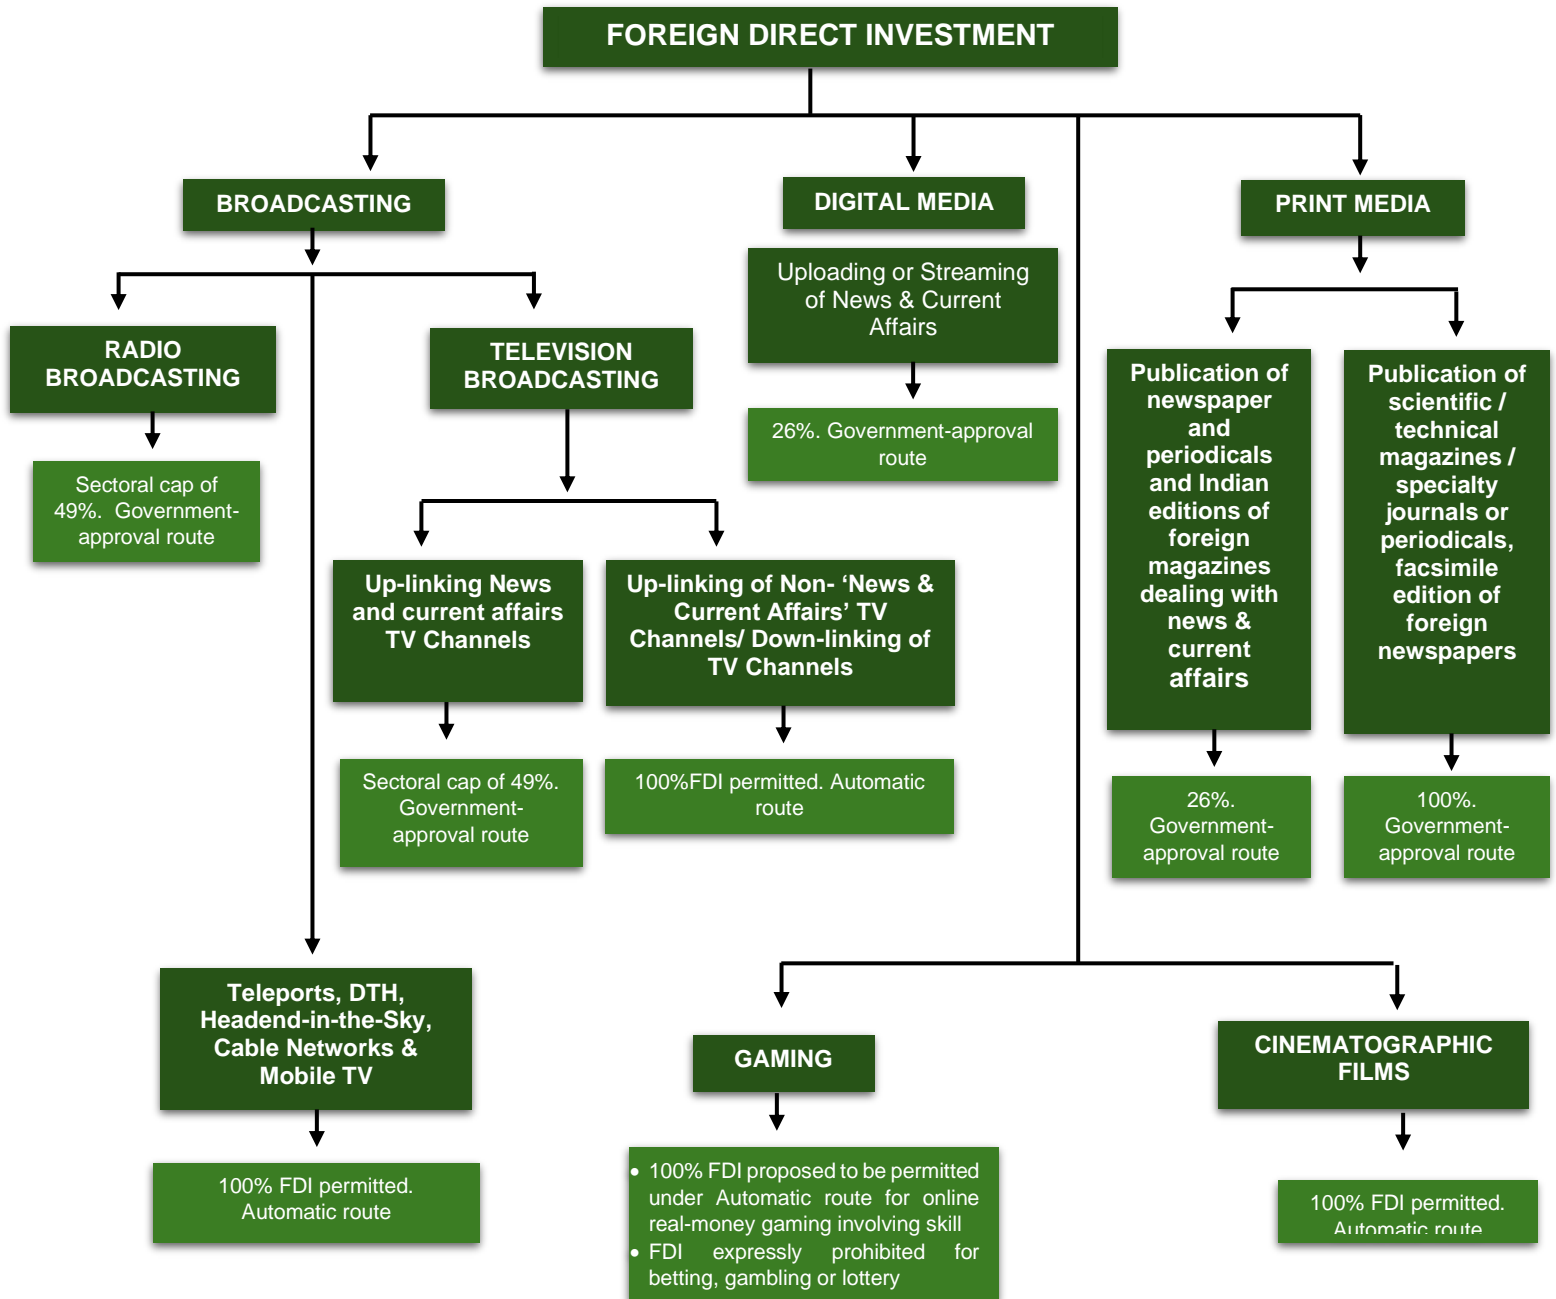 FOREIGN DIRECT INVESTMENT
BROADCASTING
DIGITAL MEDIA
PRINT MEDIA
Uploading or Streaming
of News & Current
Affairs
RADIO
BROADCASTING
TELEVISION
BROADCASTING
26%. Government-approval
route
Sectoral cap of
49%. Government-
approval route
Publication of
newspaper
and
periodicals
and Indian
editions of
foreign
magazines
dealing with
news &
current
affairs
Publication of
scientific /
technical
magazines /
specialty
journals or
periodicals,
facsimile
edition of
foreign
newspapers
Up-linking News
and current affairs
TV Channels
Up-linking of Non- ‘News &
Current Affairs’ TV
Channels/ Down-linking of
TV Channels
Sectoral cap of 49%.
Government-
approval route
100%FDI permitted. Automatic
route
26%.
Government-
approval route
100%.
Government-
approval route
Teleports, DTH,
Headend-in-the-Sky,
Cable Networks &
Mobile TV
GAMING
CINEMATOGRAPHIC
FILMS
100% FDI permitted.
Automatic route
• 100% FDI proposed to be permitted
under Automatic route for online
real-money gaming involving skill
• FDI expressly prohibited for
betting, gambling or lottery
100% FDI permitted.
Automatic route